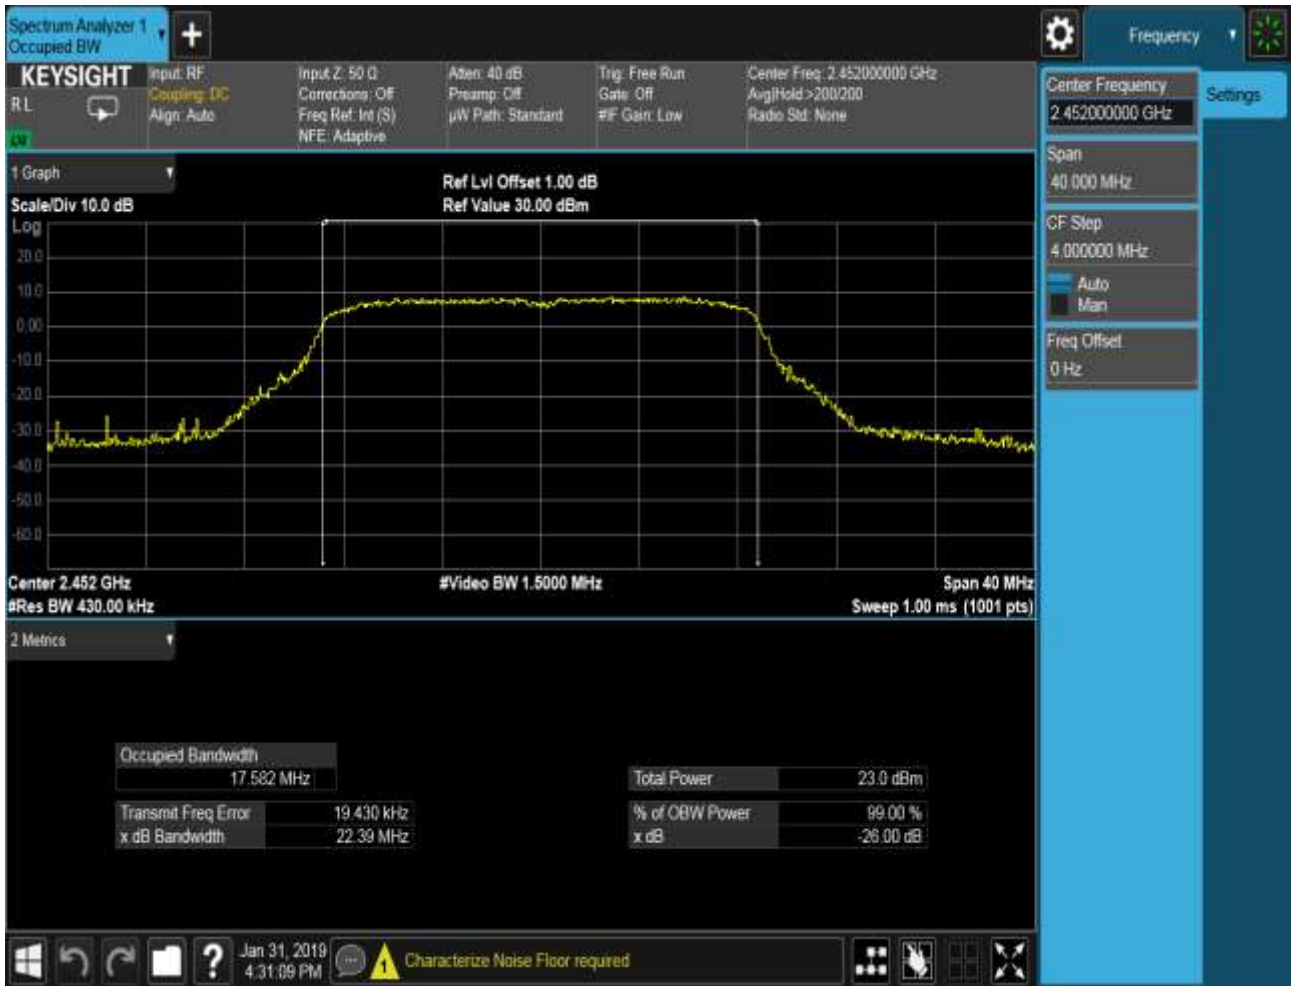 Spectrum Analyzer 1
Occupied BW
Frequency
KEYSIGHT
R L
Input: RF
Coupling: DC
Align: Auto
Input Z: 50 Ω
Corrections: Off
Freq Ref: Int (S)
NFE: Adaptive
Atten: 40 dB
Preamp: Off
µW Path: Standard
Trig: Free Run
Gate: Off
#IF Gain: Low
Center Freq: 2.452000000 GHz
Avg|Hold:>200/200
Radio Std: None
Center Frequency
2.452000000 GHz
Settings
Span
40.000 MHz
CF Step
4.000000 MHz
Auto
Man
Freq Offset
0 Hz
1 Graph
Scale/Div 10.0 dB
Ref Lvl Offset 1.00 dB
Ref Value 30.00 dBm
Log
20.0
10.0
0.00
-10.0
-20.0
-30.0
-40.0
-50.0
-60.0
Center 2.452 GHz
#Video BW 1.5000 MHz
Span 40 MHz
#Res BW 430.00 kHz
Sweep 1.00 ms (1001 pts)
2 Metrics
Occupied Bandwidth
17.582 MHz
Total Power 23.0 dBm
Transmit Freq Error 19.430 kHz
% of OBW Power 99.00 %
x dB Bandwidth 22.39 MHz
x dB -26.00 dB
Jan 31, 2019
4:31:09 PM
1
Characterize Noise Floor required